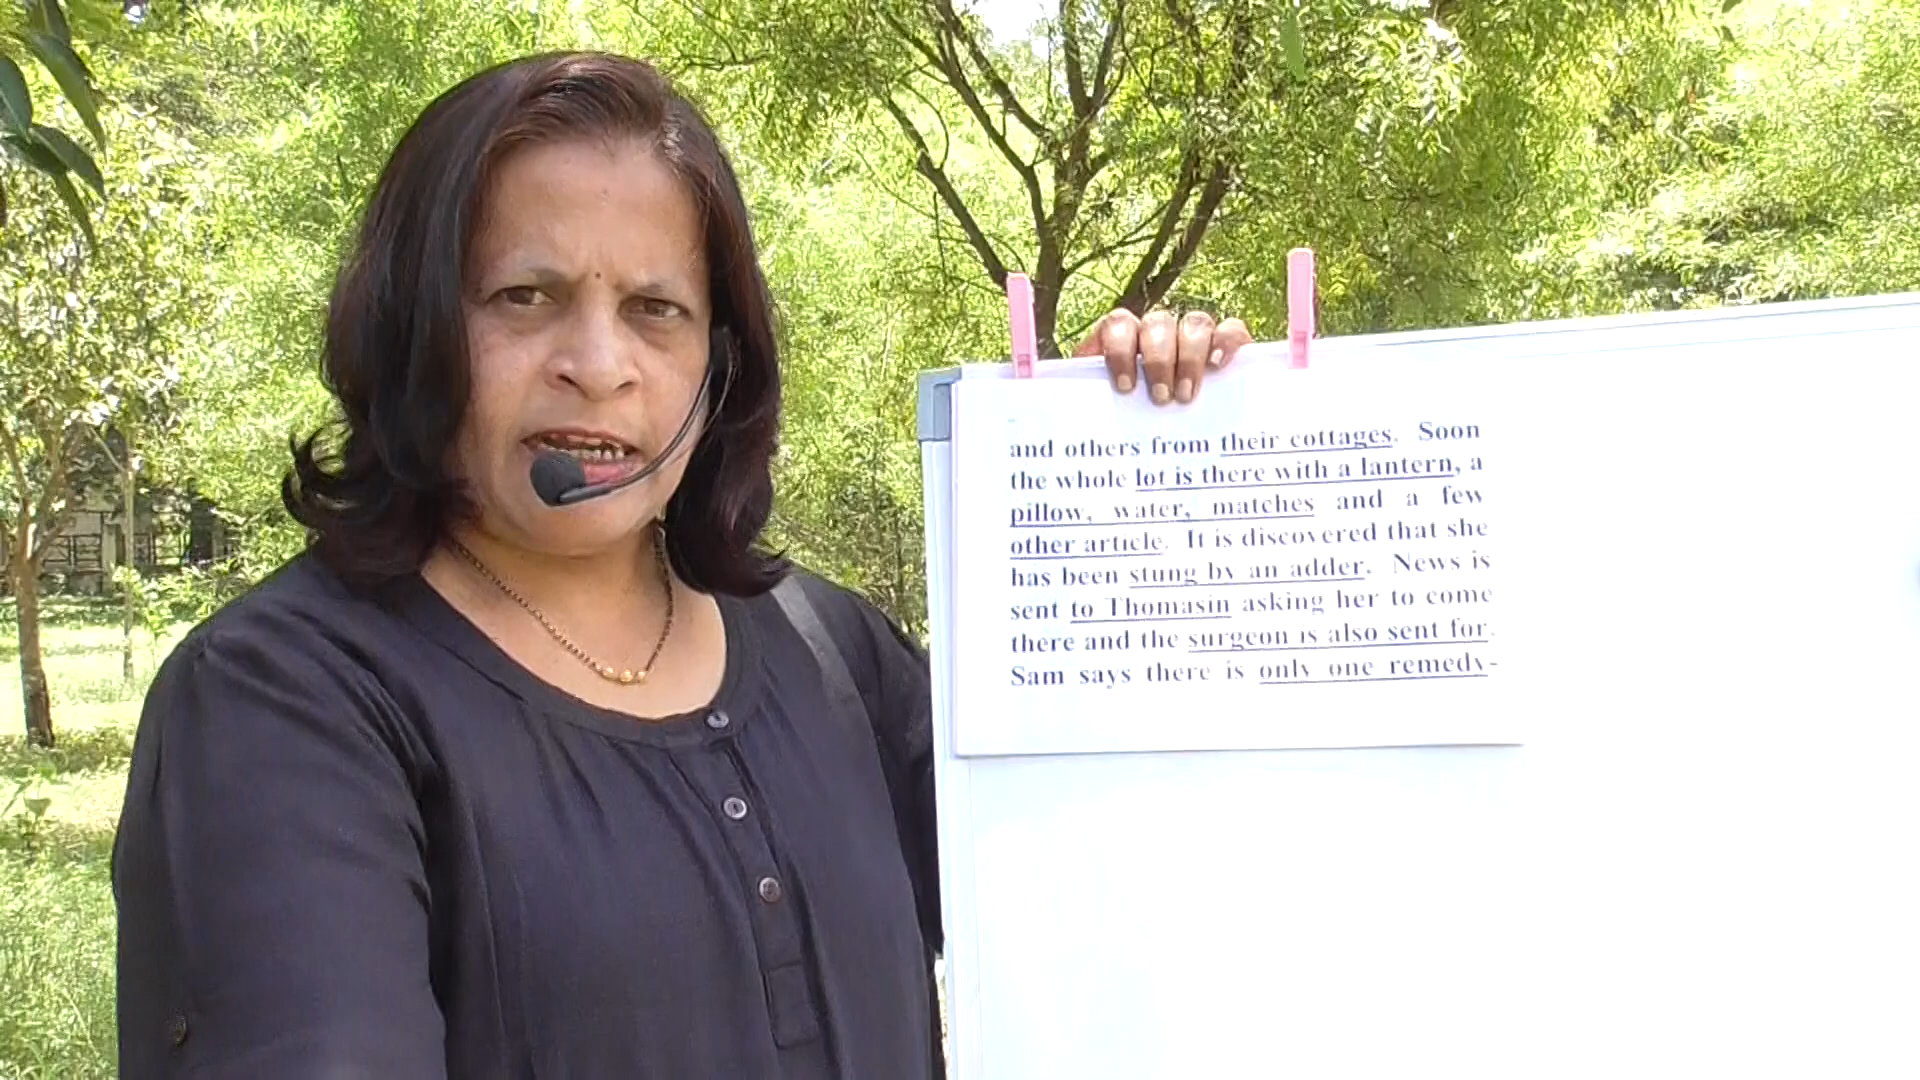 and others from their cottages. Soon
the whole lot is there with a lantern, a
pillow, water, matches and a few
other article. It is discovered that she
has been stung by an adder. News is
sent to Thomasin asking her to come
there and the surgeon is also sent for.
Sam says there is only one remedy-